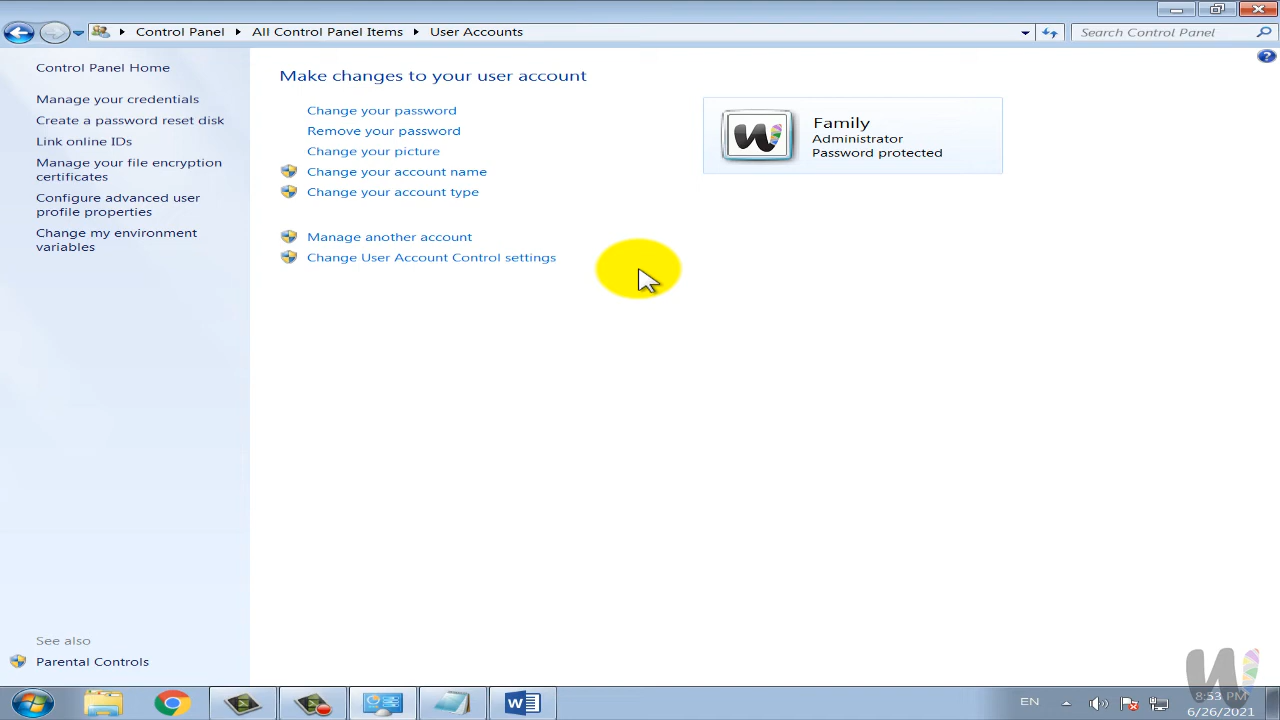 Control Panel
All Control Panel Items
User Accounts
Search Control Panel
Control Panel Home
Manage your credentials
Create a password reset disk
Link online IDs
Manage your file encryption
certificates
Configure advanced user
profile properties
Change my environment
variables
Make changes to your user account
Change your password
Remove your password
Change your picture
Change your account name
Change your account type
Manage another account
Change User Account Control settings
Family
Administrator
Password protected
See also
Parental Controls
EN
8:53 PM
6/26/2021